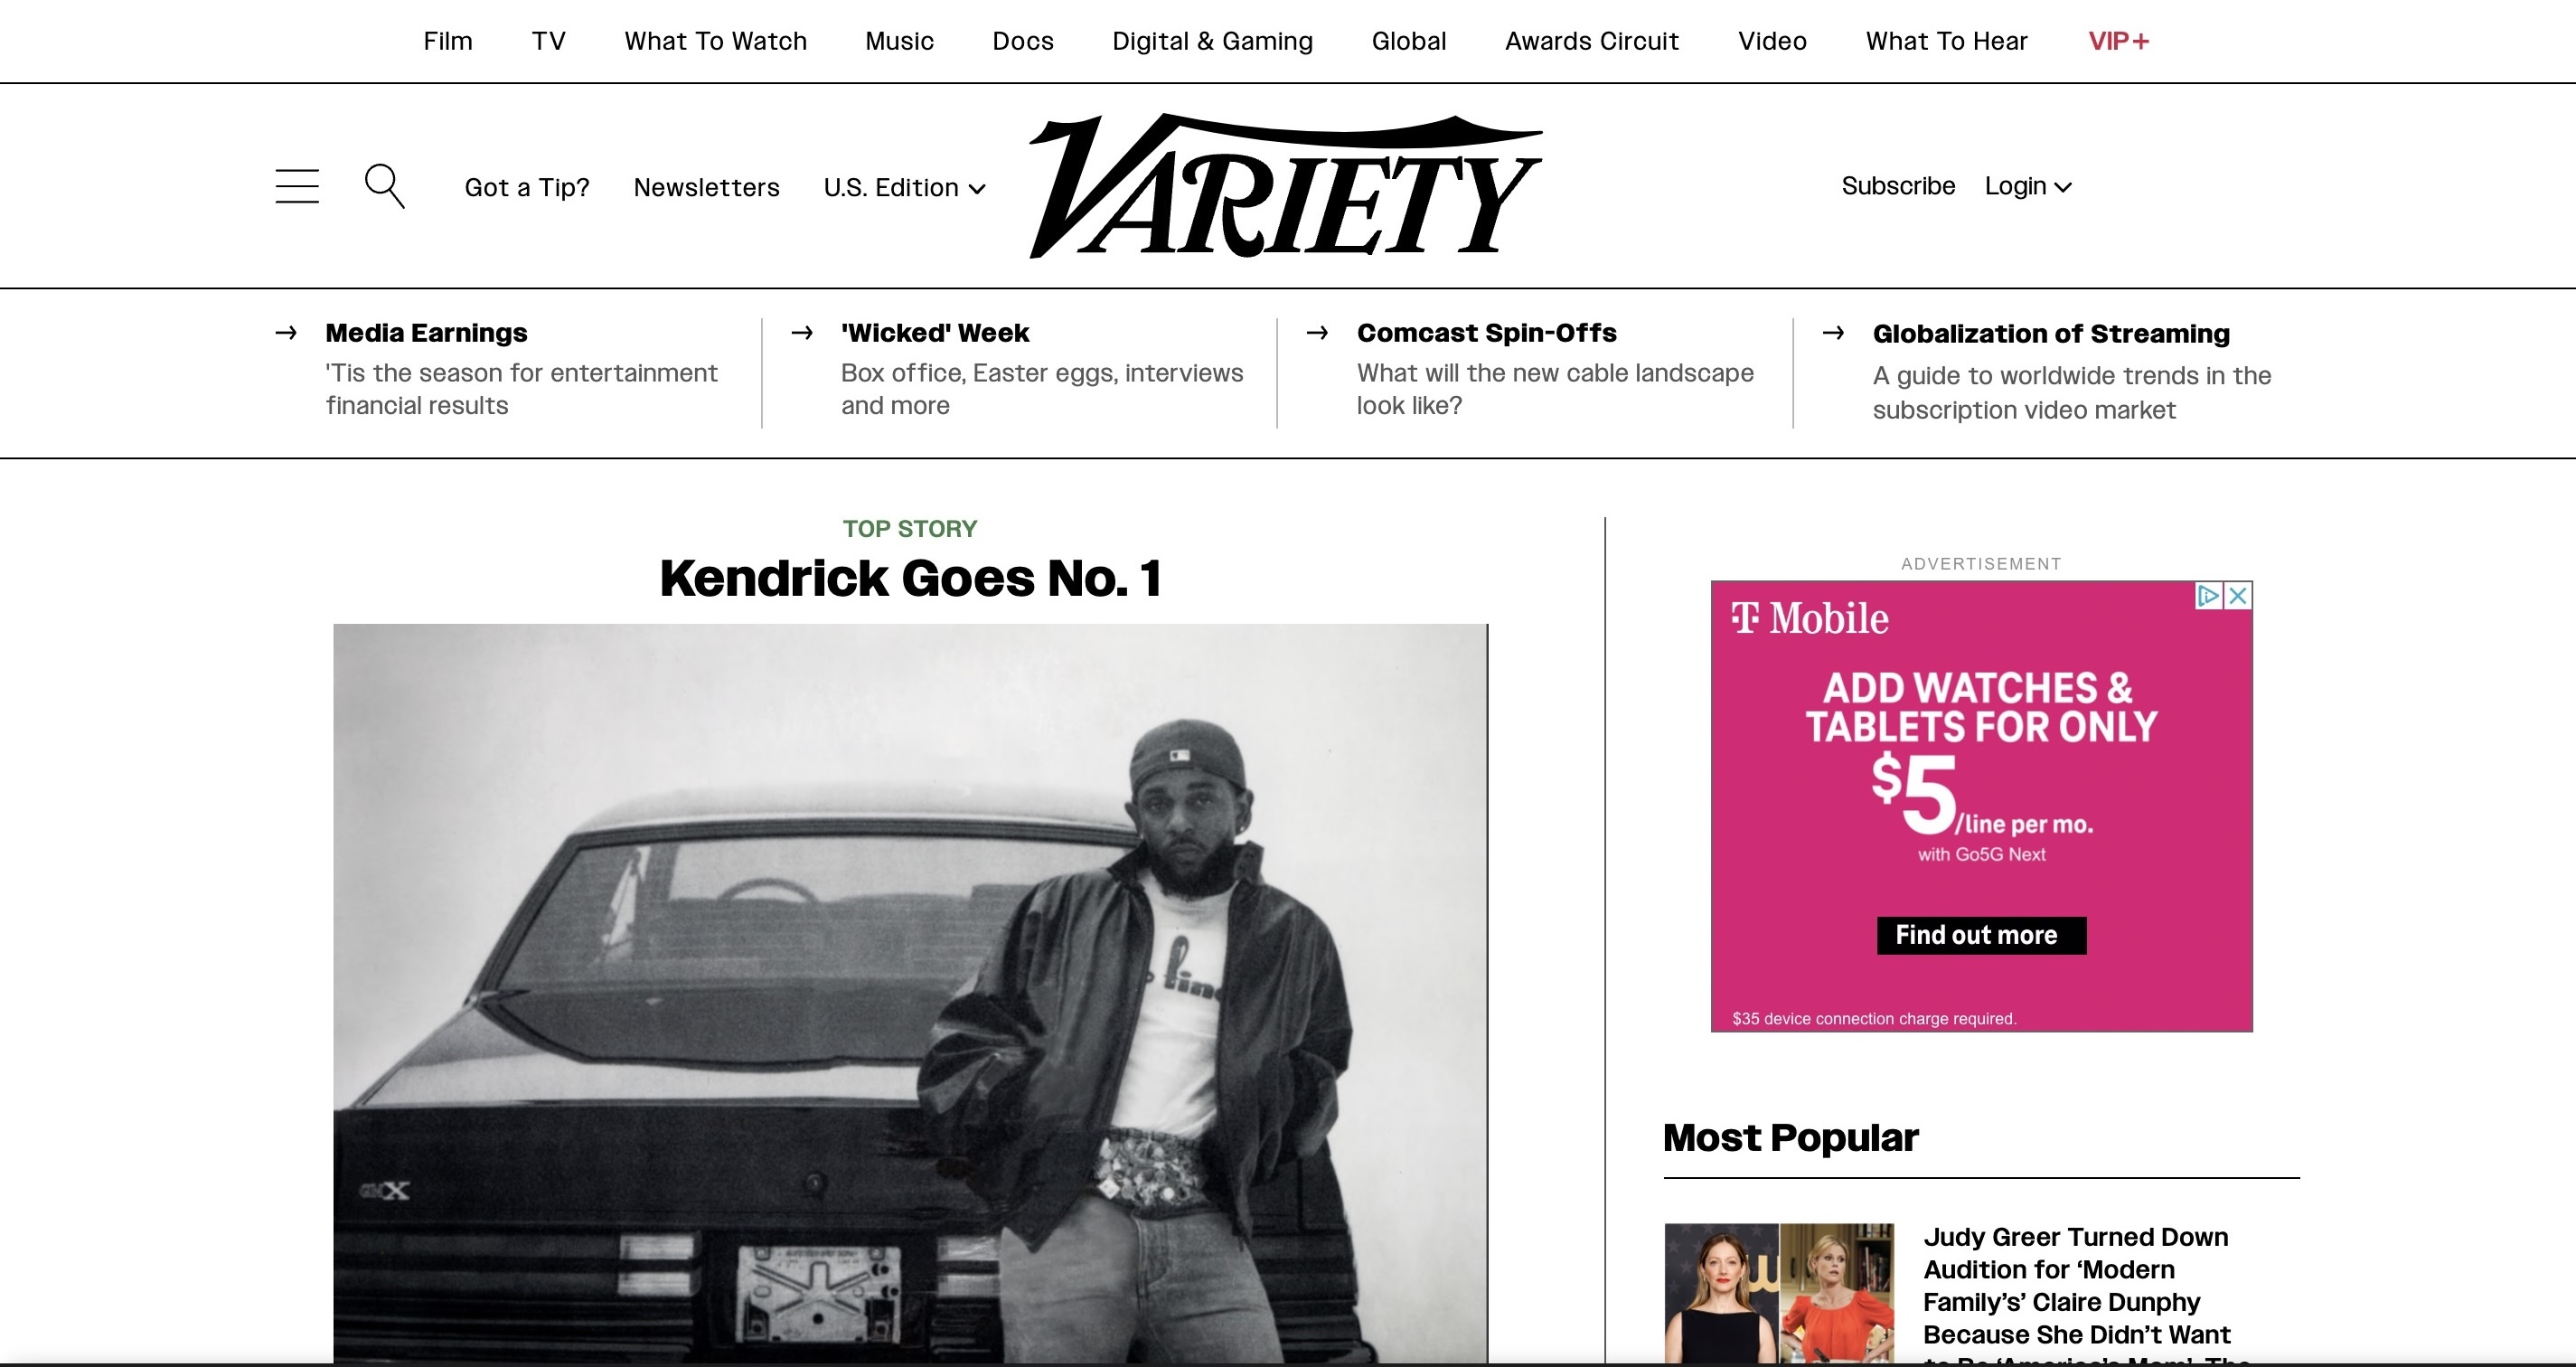 Film TV What To Watch Music Docs Digital & Gaming Global Awards Circuit Video What To Hear VIP+
Got a Tip? Newsletters U.S. Edition
VARIETY
Subscribe Login
Media Earnings
'Tis the season for entertainment
financial results
'Wicked' Week
Box office, Easter eggs, interviews
and more
Comcast Spin-Offs
What will the new cable landscape
look like?
Globalization of Streaming
A guide to worldwide trends in the
subscription video market
TOP STORY
Kendrick Goes No. 1
GNX
ADVERTISEMENT
T Mobile
ADD WATCHES &
TABLETS FOR ONLY
$5/line per mo.
with Go5G Next
Find out more
$35 device connection charge required.
Most Popular
Judy Greer Turned Down
Audition for ‘Modern
Family’s’ Claire Dunphy
Because She Didn’t Want
to Be ‘America’s Mom’. The